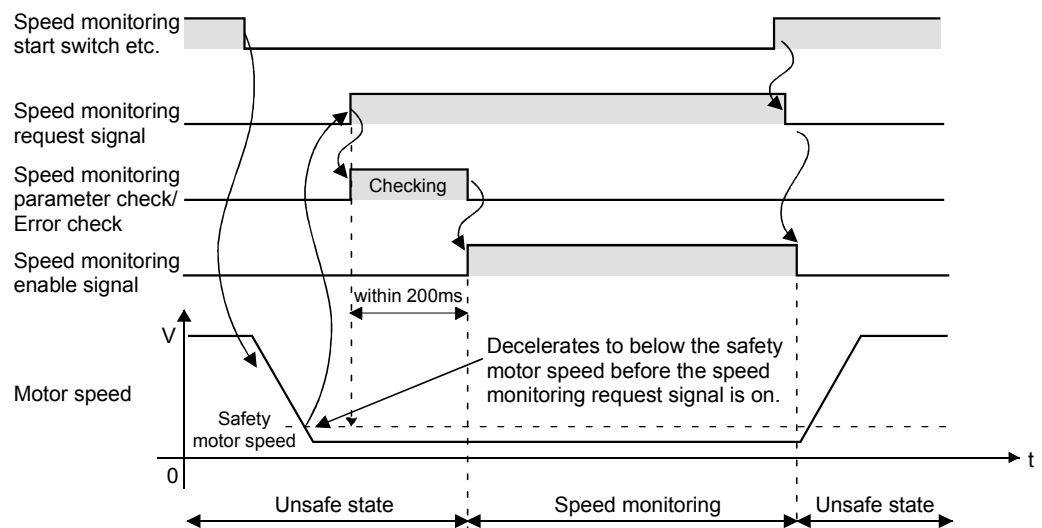 Speed monitoring
start switch etc.
Speed monitoring
request signal
Speed monitoring
parameter check/
Error check
Checking
Speed monitoring
enable signal
within 200ms
V
Decelerates to below the safety
motor speed before the speed
monitoring request signal is on.
Motor speed
Safety
motor speed
t
0
Unsafe state
Speed monitoring
Unsafe state